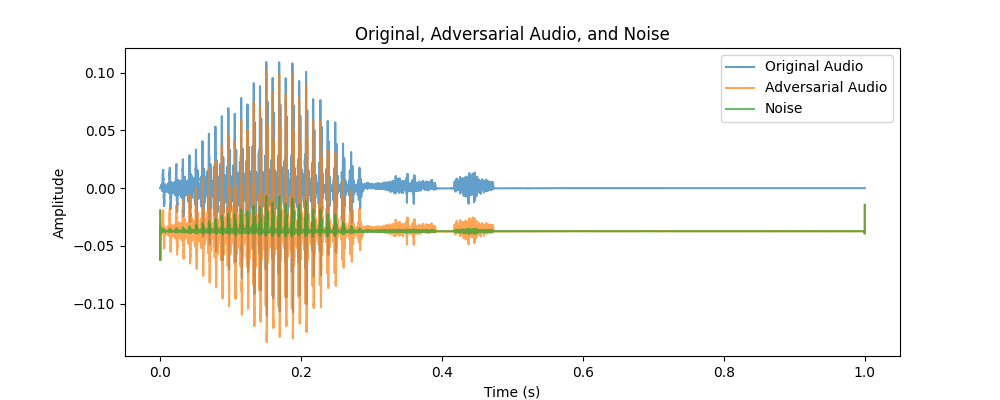 Original, Adversarial Audio, and Noise
Original Audio
Adversarial Audio
Noise
Amplitude
0.10
0.05
0.00
−0.05
−0.10
0.0
0.2
0.4
0.6
0.8
1.0
Time (s)